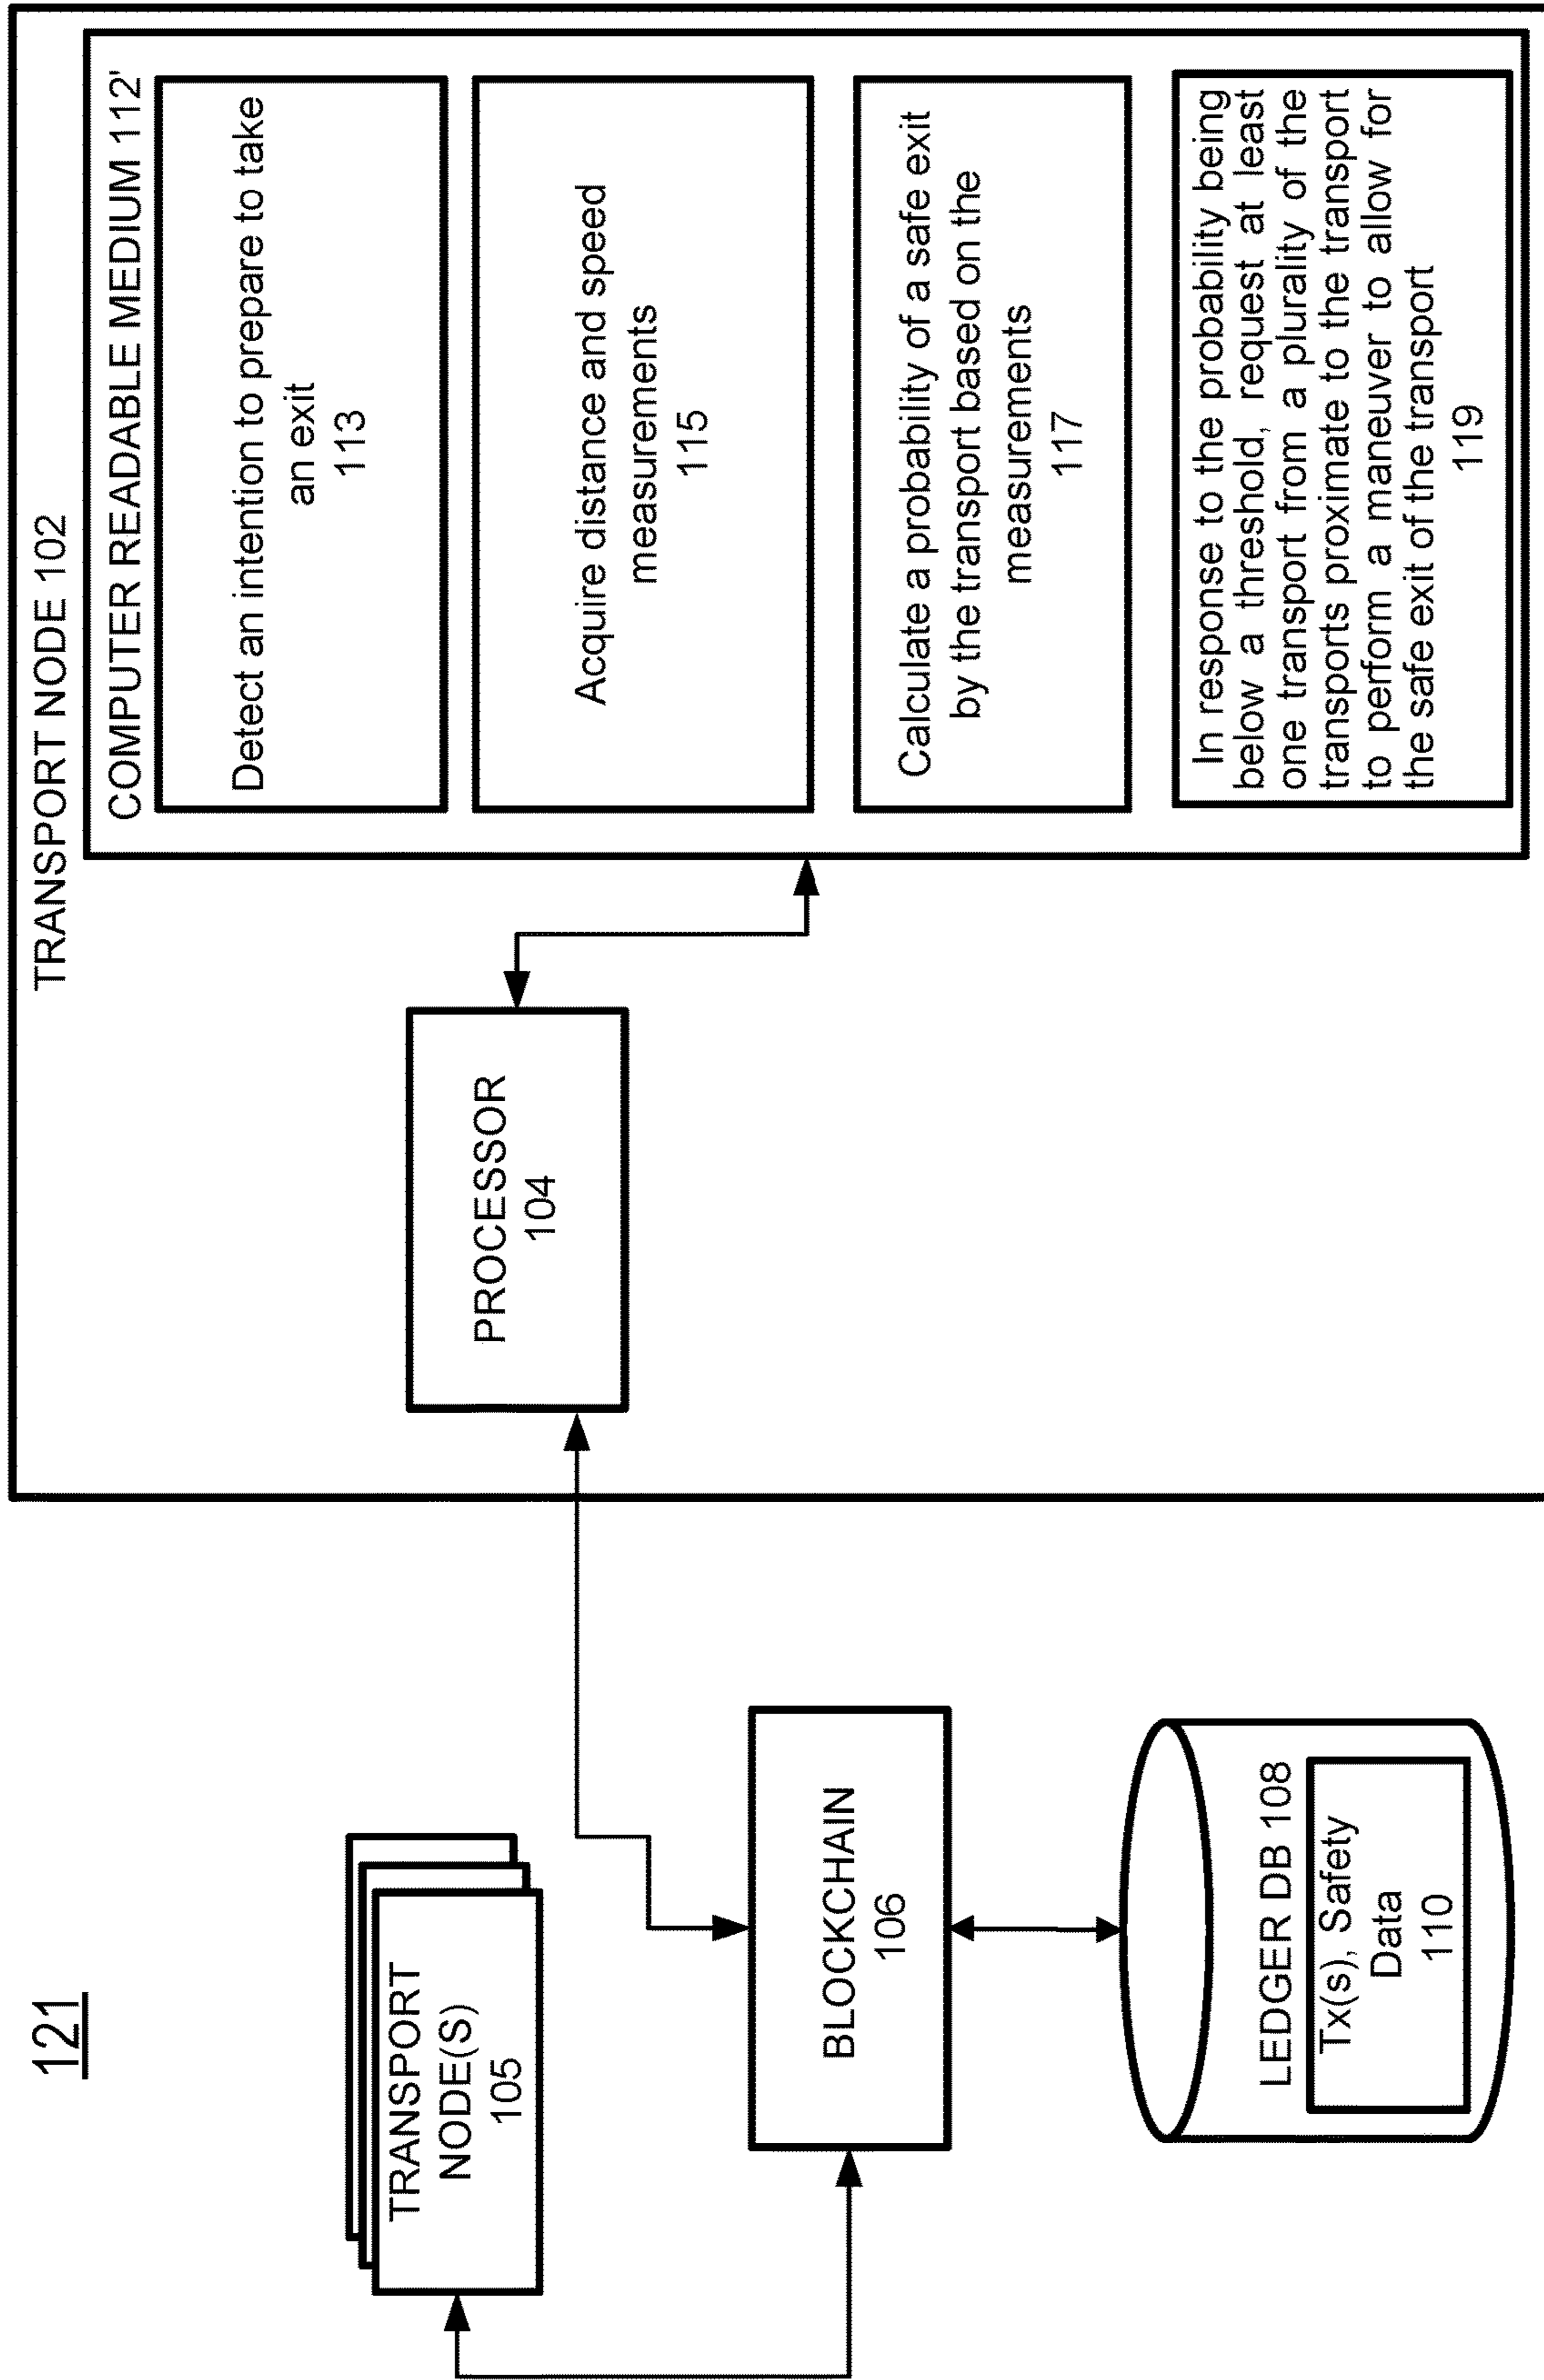 121
TRANSPORT NODE 102
COMPUTER READABLE MEDIUM 112'
Detect an intention to prepare to take
an exit
113
Acquire distance and speed
measurements
115
Calculate a probability of a safe exit
by the transport based on the
measurements
117
In response to the probability being
below a threshold, request at least
one transport from a plurality of the
transports proximate to the transport
to perform a maneuver to allow for
the safe exit of the transport
119
PROCESSOR
104
TRANSPORT
NODE(S)
105
BLOCKCHAIN
106
LEDGER DB 108
Tx(s), Safety
Data
110